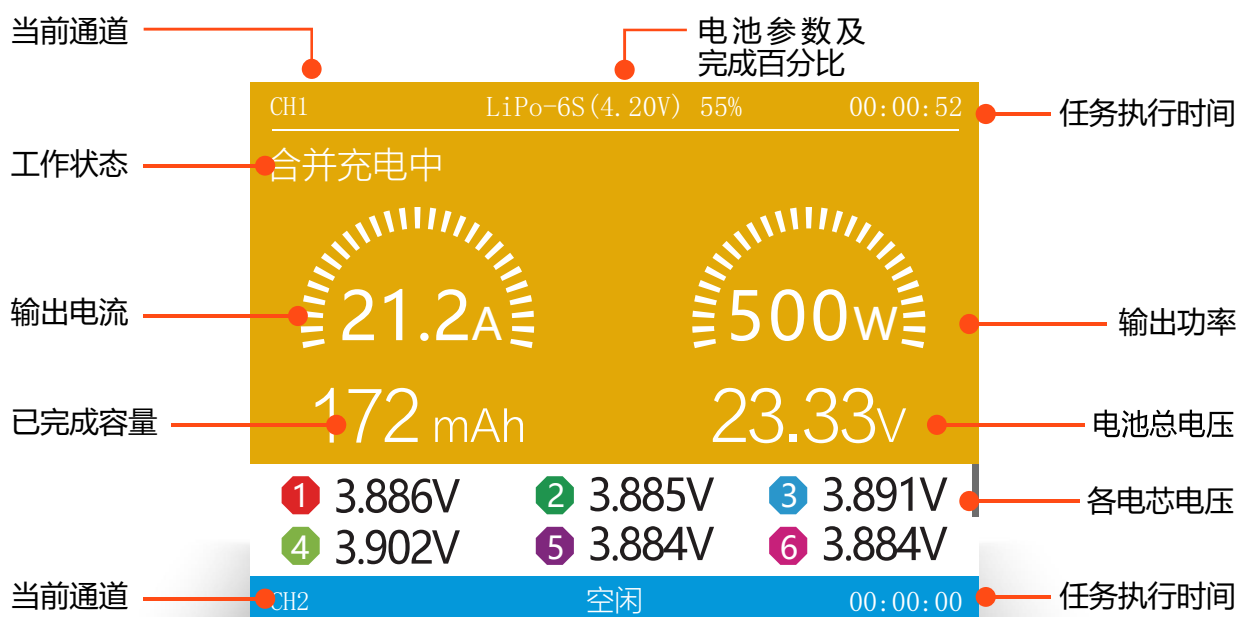 当前通道
电池参数及
完成百分比
CH1 LiPo-6S(4.20V) 55% 00:00:52
任务执行时间
工作状态
合并充电中
输出电流
21.2A
500W
输出功率
已完成容量
172 mAh
23.33V
电池总电压
1 3.886V 2 3.885V 3 3.891V
各电芯电压
4 3.902V 5 3.884V 6 3.884V
当前通道
CH2 空闲 00:00:00
任务执行时间